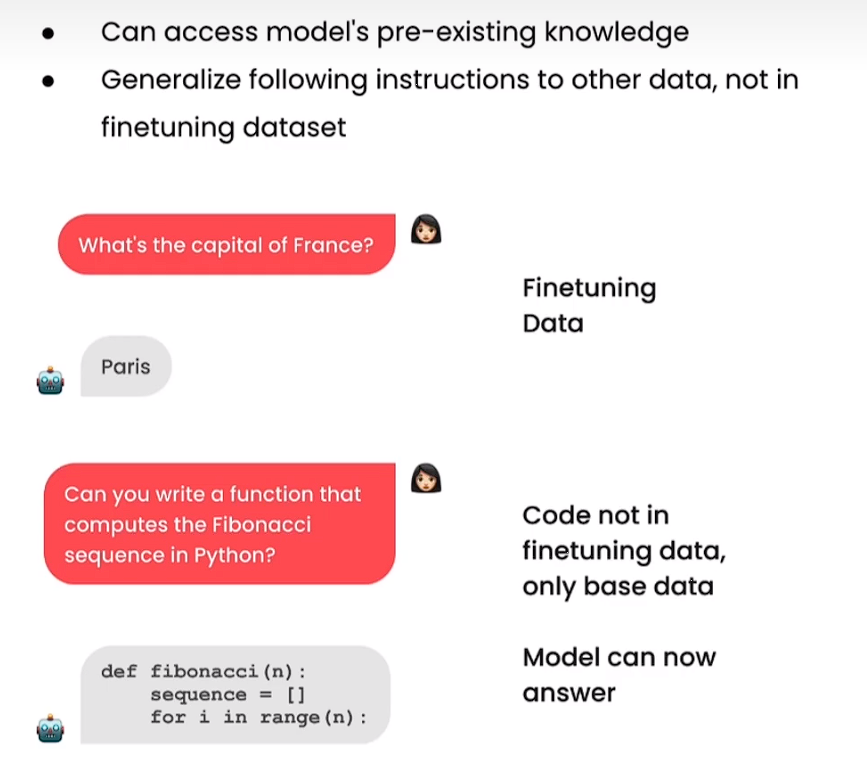 • Can access model's pre-existing knowledge
• Generalize following instructions to other data, not in
finetuning dataset
What's the capital of France?
Finetuning
Data
Paris
Can you write a function that
computes the Fibonacci
sequence in Python?
Code not in
finetuning data,
only base data
def fibonacci(n):
    sequence = []
    for i in range(n):
Model can now
answer